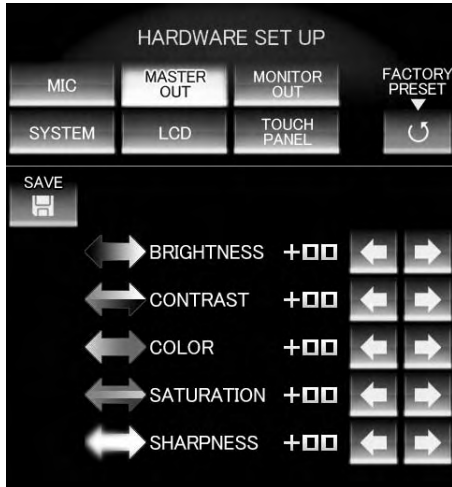 HARDWARE SET UP
MIC
MASTER
OUT
MONITOR
OUT
FACTORY
PRESET
SYSTEM
LCD
TOUCH
PANEL
SAVE
BRIGHTNESS +00
CONTRAST +00
COLOR +00
SATURATION +00
SHARPNESS +00